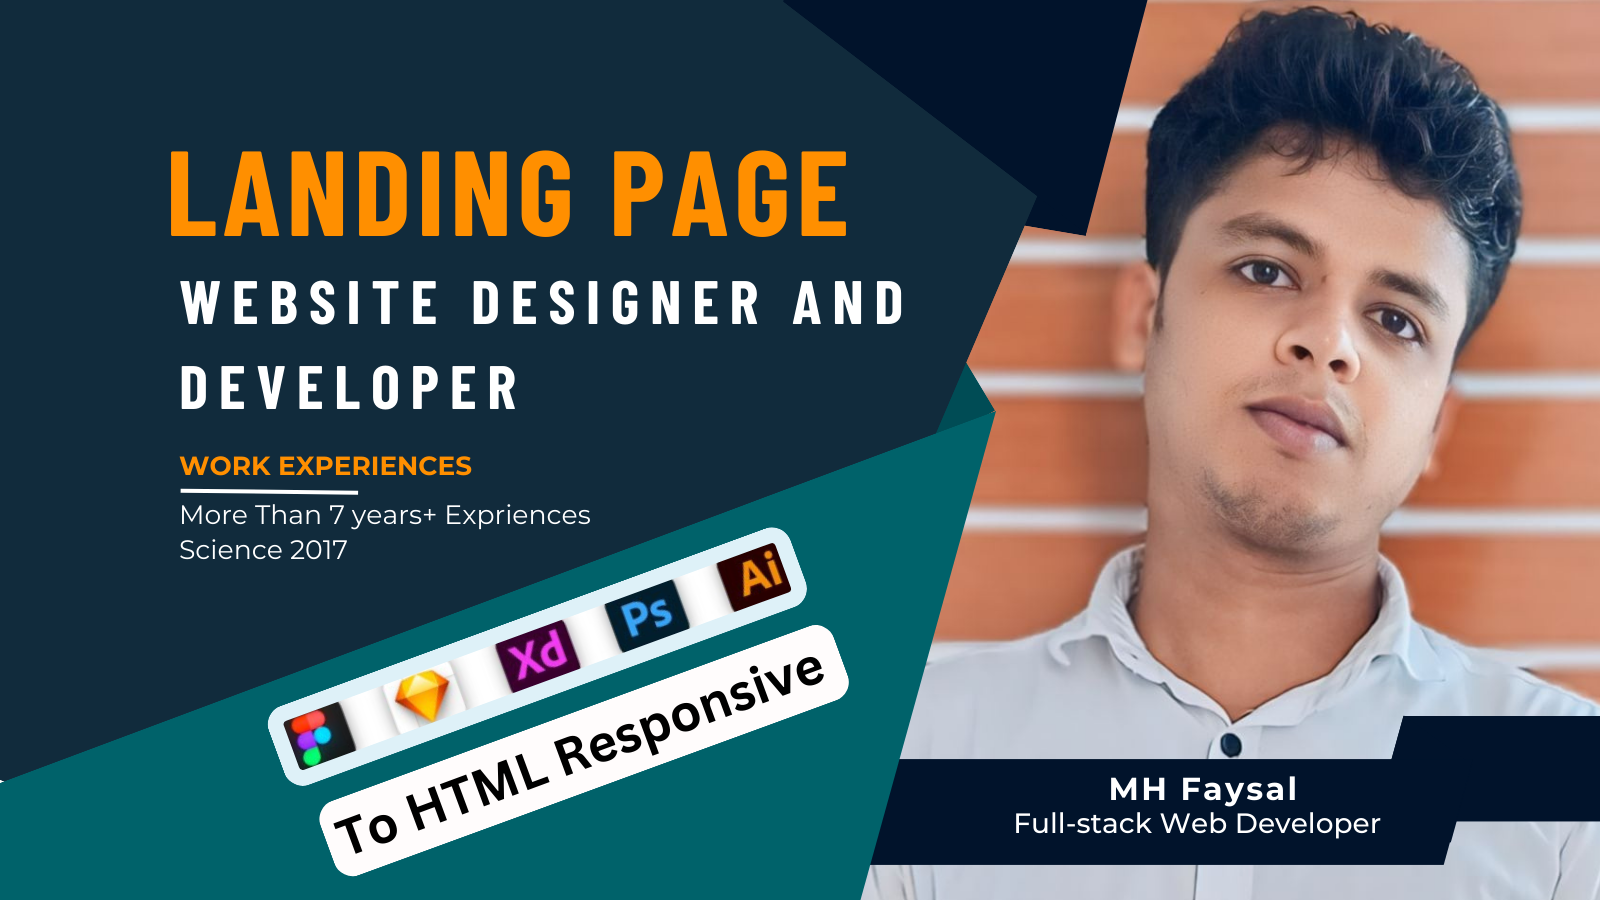 LANDING PAGE
WEBSITE DESIGNER AND
DEVELOPER
WORK EXPERIENCES
More Than 7 years+ Expriences
Science 2017
Xd
Ps
Ai
To HTML Responsive
MH Faysal
Full-stack Web Developer